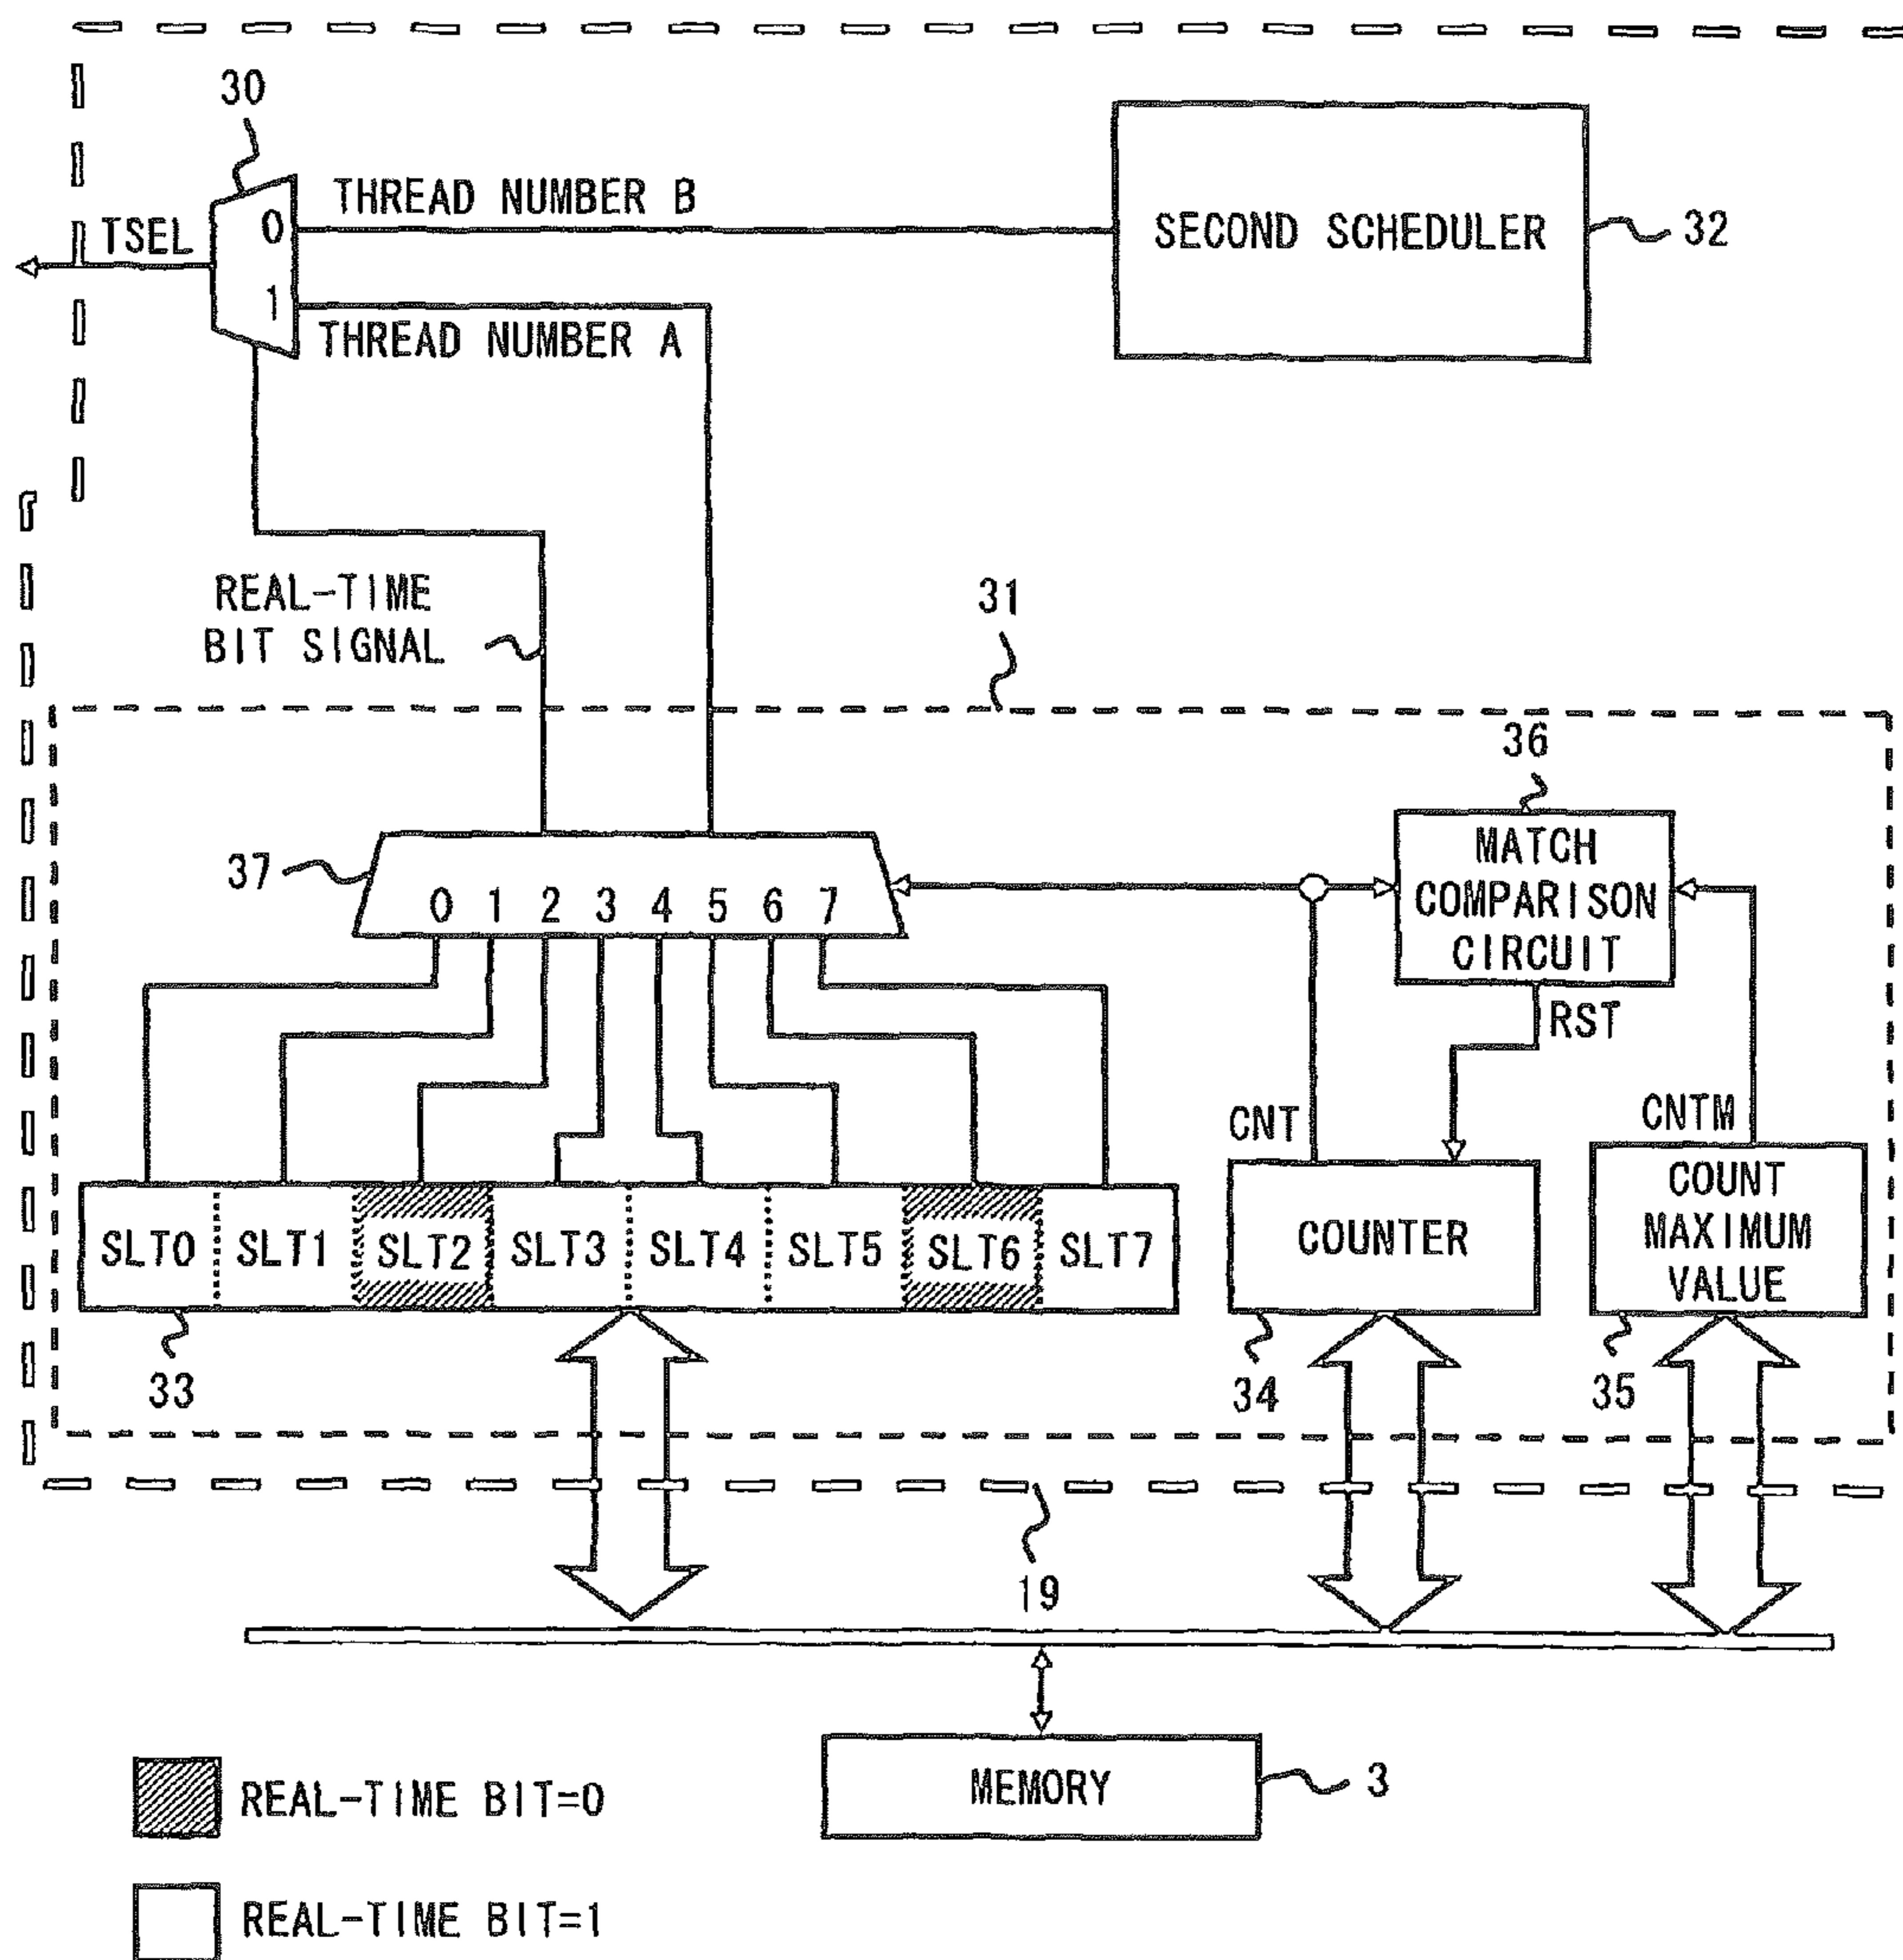 30
THREAD NUMBER B
0
TSEL
SECOND SCHEDULER
32
1
THREAD NUMBER A
REAL-TIME
BIT SIGNAL
31
36
37
0 1 2 3 4 5 6 7
MATCH
COMPARISON
CIRCUIT
RST
CNT
CNTM
SLT0 SLT1 SLT2 SLT3 SLT4 SLT5 SLT6 SLT7
COUNTER
COUNT
MAXIMUM
VALUE
33
34
35
19
MEMORY
3
REAL-TIME BIT=0
REAL-TIME BIT=1